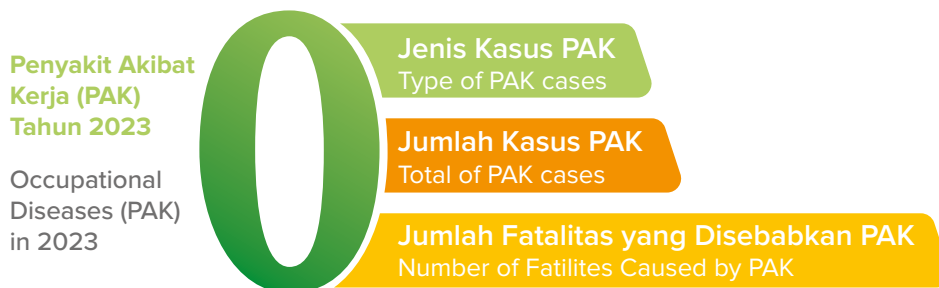 Penyakit Akibat
Kerja (PAK)
Tahun 2023
Occupational
Diseases (PAK)
in 2023
0
Jenis Kasus PAK
Type of PAK cases
Jumlah Kasus PAK
Total of PAK cases
Jumlah Fatalitas yang Disebabkan PAK
Number of Fatilites Caused by PAK